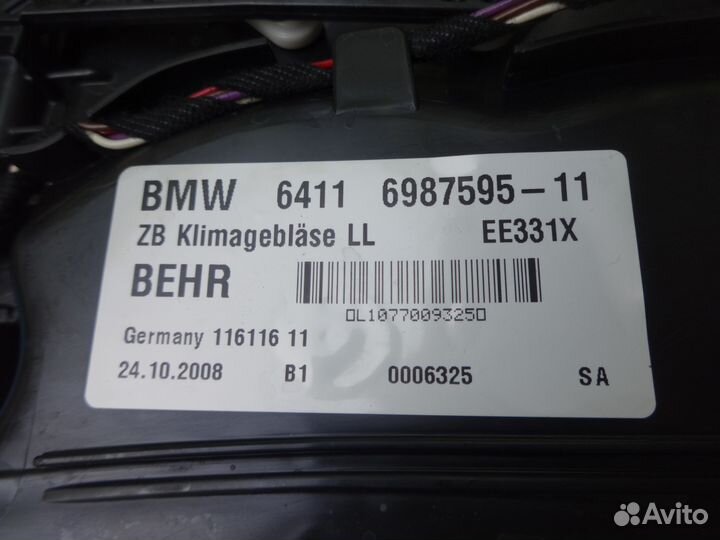 BMW 6411 6987595-11
ZB Klimagebläse LL EE331X
BEHR
0L10770093250
Germany 116116 11
24.10.2008 B1 0006325 SA
Avito